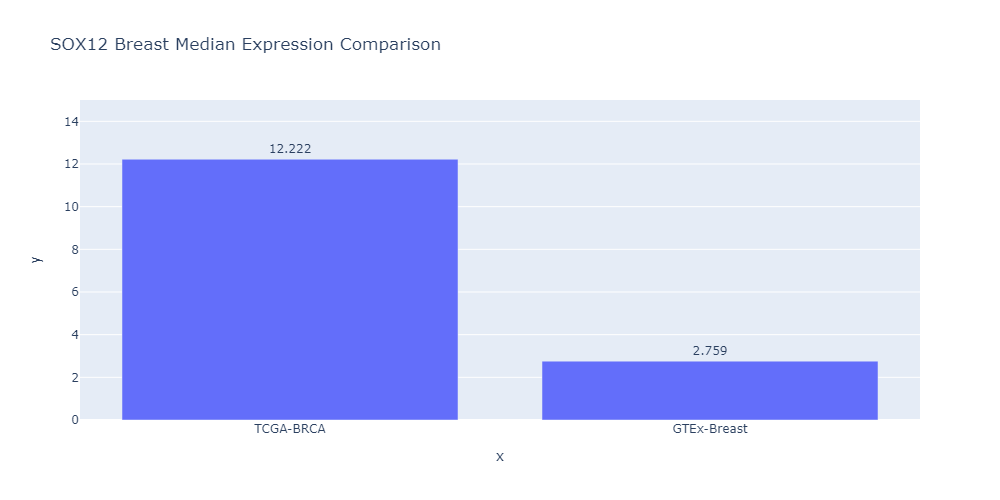 SOX12 Breast Median Expression Comparison
14
12
10
8
6
4
2
0
y
12.222
2.759
TCGA-BRCA
GTEx-Breast
x